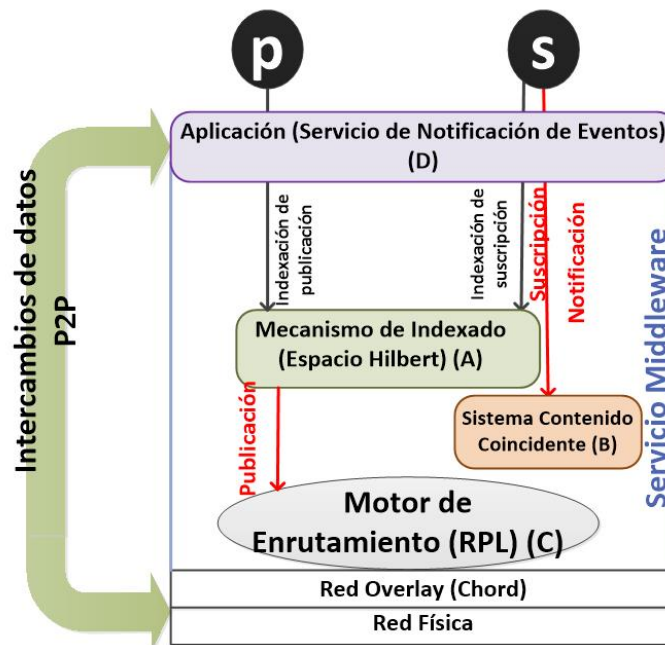 p
s
Aplicación (Servicio de Notificación de Eventos)
(D)
Indexación de
publicación
Indexación de
suscripción
Suscripción
Notificación
Mecanismo de Indexado
(Espacio Hilbert) (A)
Publicación
Sistema Contenido
Coincidente (B)
Motor de
Enrutamiento (RPL) (C)
Red Overlay (Chord)
Red Física
Intercambios de datos
P2P
Servicio Middleware